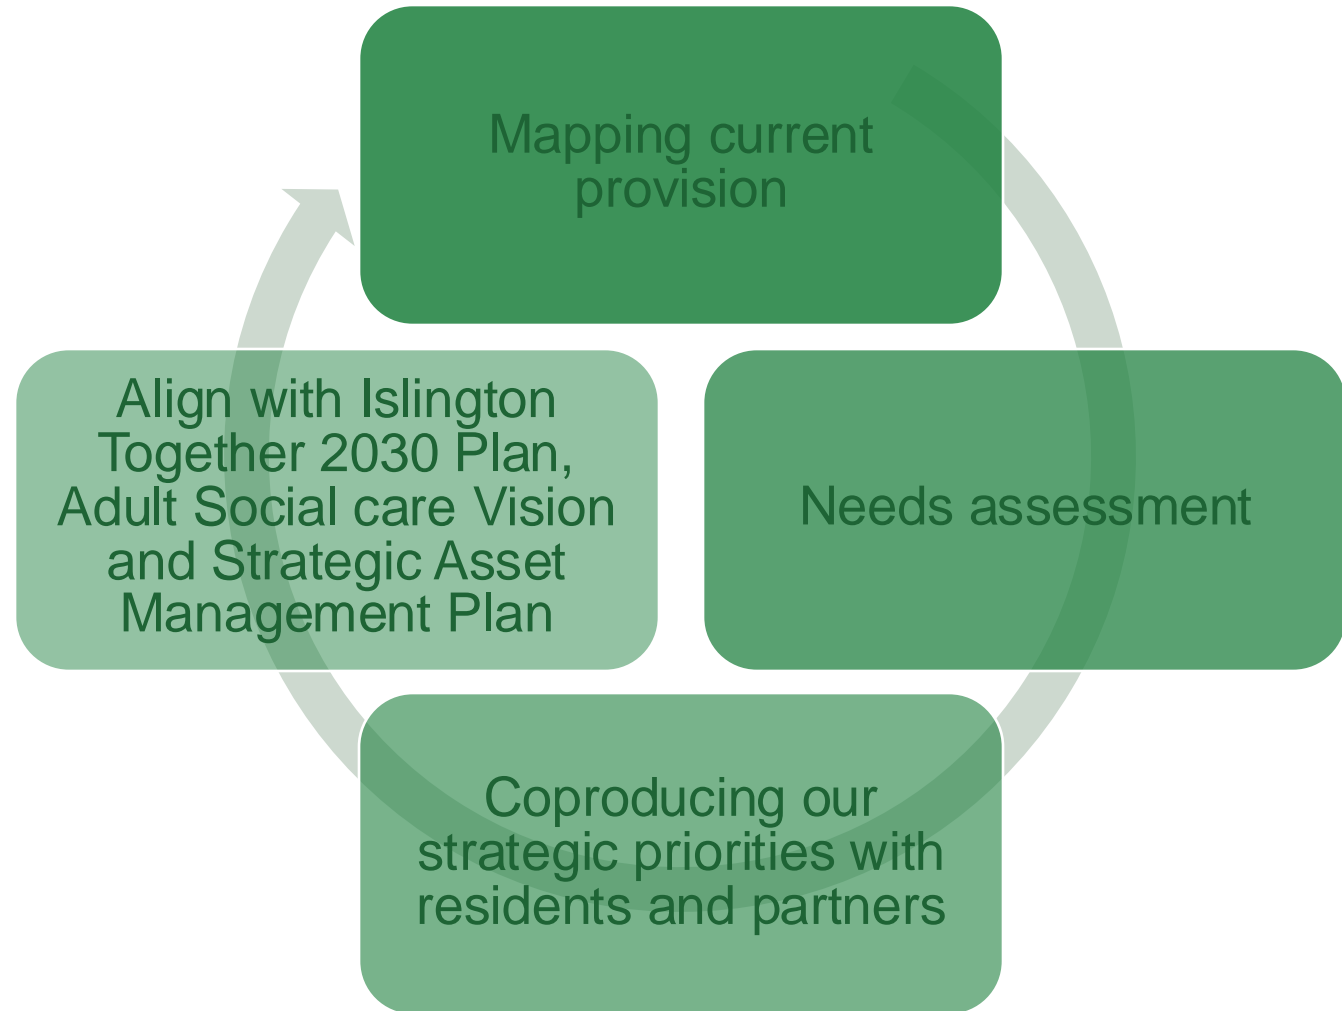 Mapping current
provision
Needs assessment
Coproducing our
strategic priorities with
residents and partners
Align with Islington
Together 2030 Plan,
Adult Social care Vision
and Strategic Asset
Management Plan